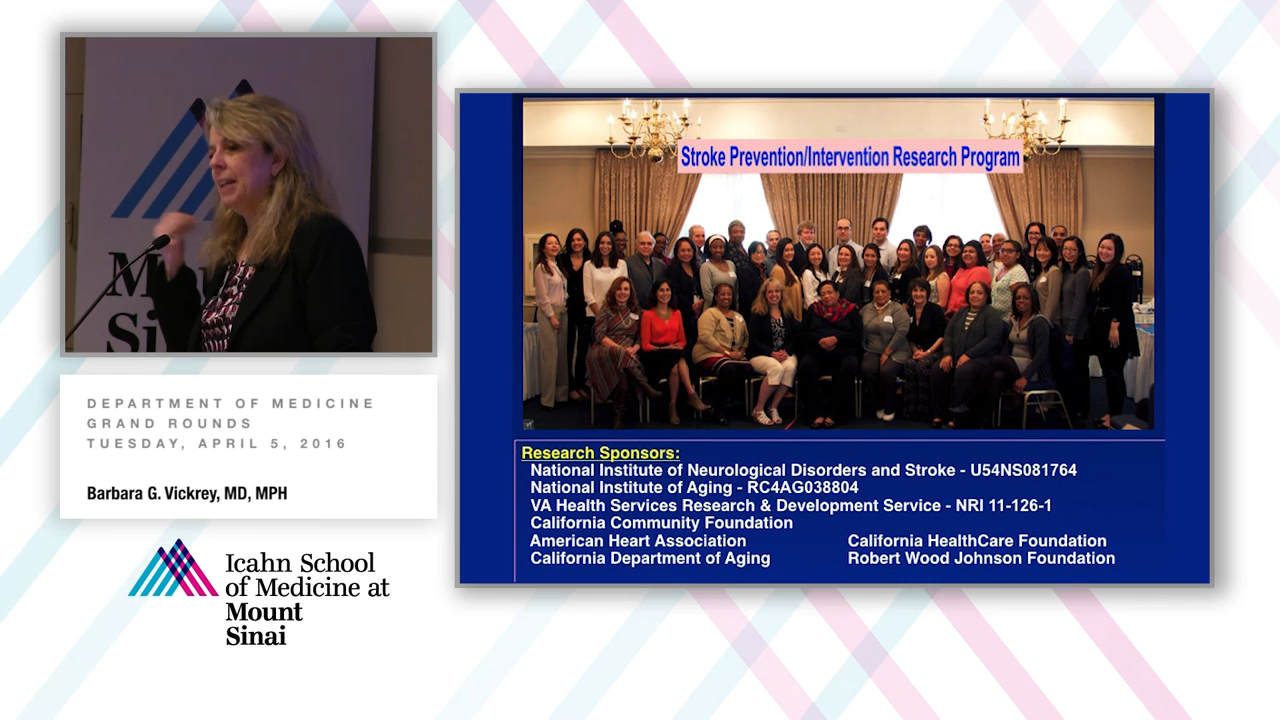 Mo
Si
DEPARTMENT OF MEDICINE
GRAND ROUNDS
TUESDAY, APRIL 5, 2016
Barbara G. Vickrey, MD, MPH
Icahn School
of Medicine at
Mount
Sinai
Stroke Prevention/Intervention Research Program
Research Sponsors:
National Institute of Neurological Disorders and Stroke - U54NS081764
National Institute of Aging - RC4AG038804
VA Health Services Research & Development Service - NRI 11-126-1
California Community Foundation
American Heart Association California HealthCare Foundation
California Department of Aging Robert Wood Johnson Foundation